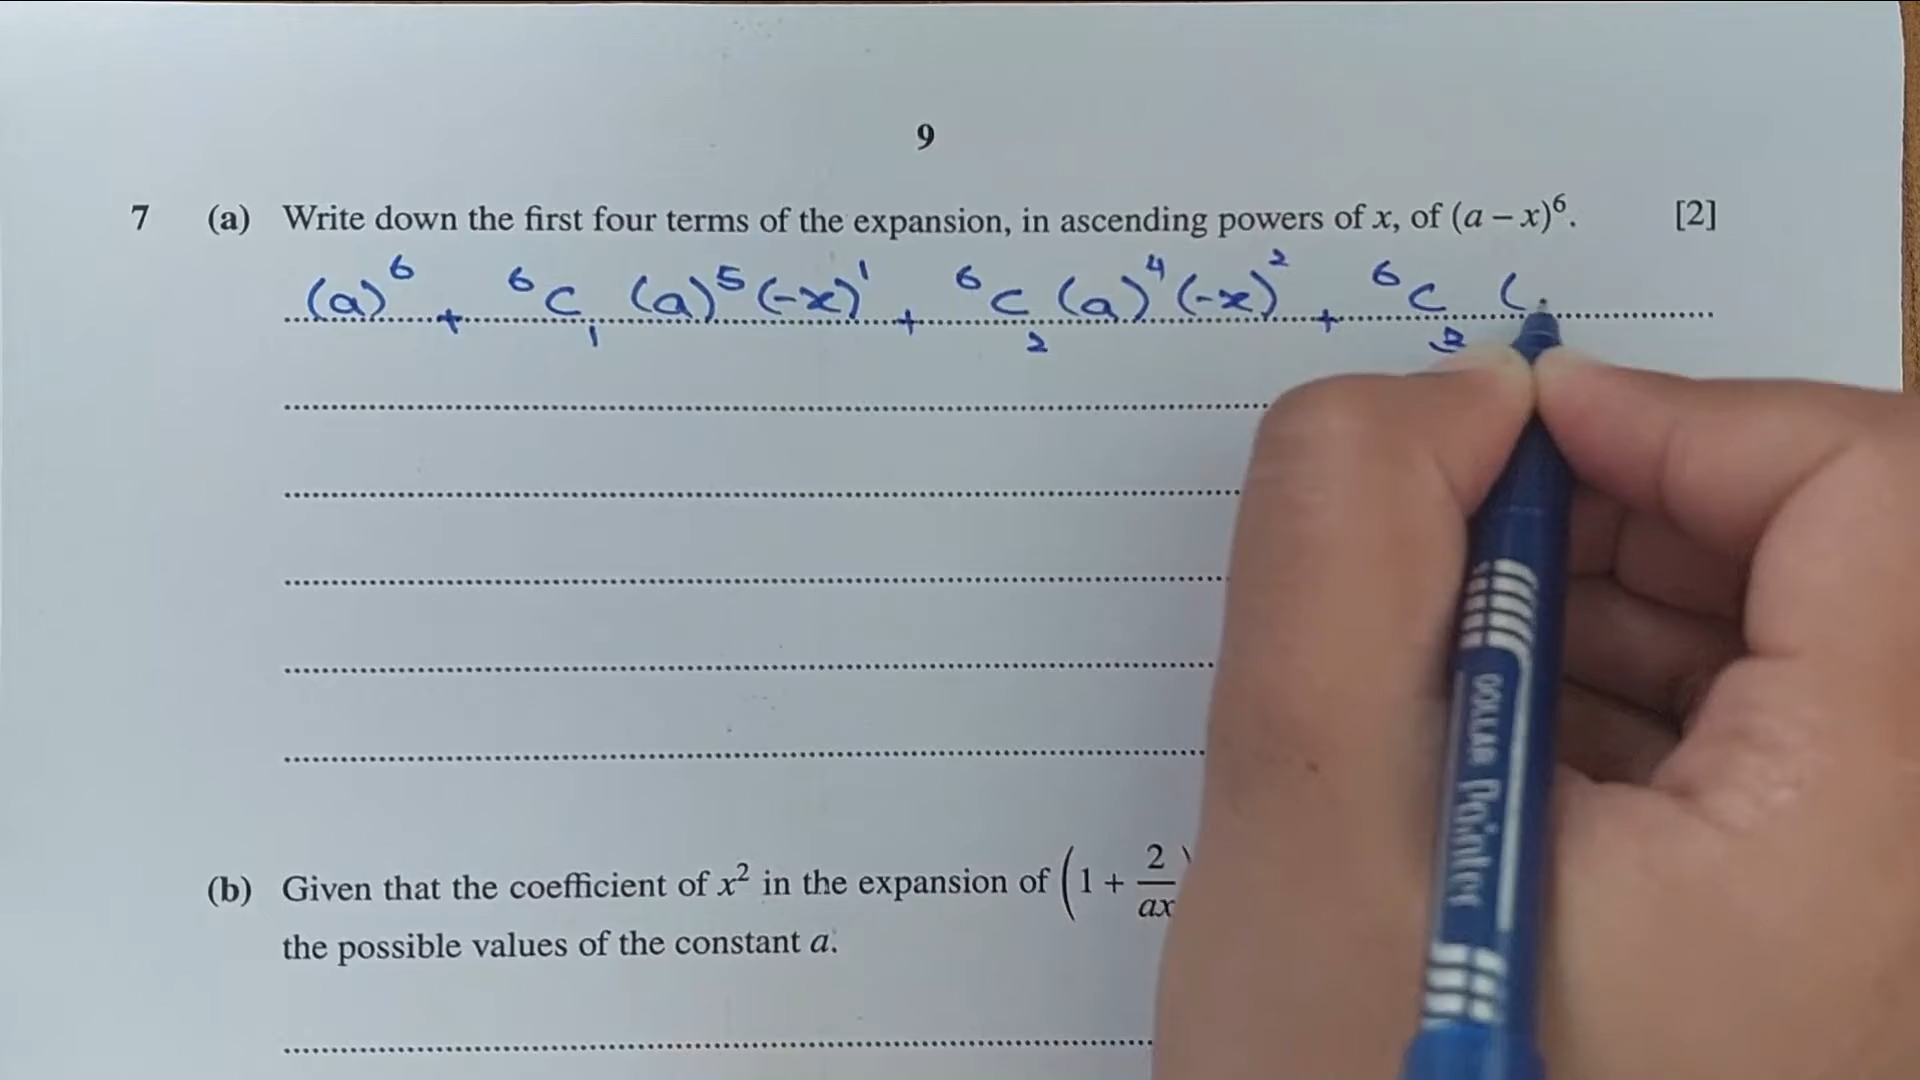 9
7 (a) Write down the first four terms of the expansion, in ascending powers of x, of (a – x)⁶. [2]
(a)⁶ + ⁶C₁ (a)⁵ (-x)¹ + ⁶C₂ (a)⁴ (-x)² + ⁶C₃ (
(b) Given that the coefficient of x² in the expansion of (1 + 2/ax
the possible values of the constant a.
DOLLAR Pointer